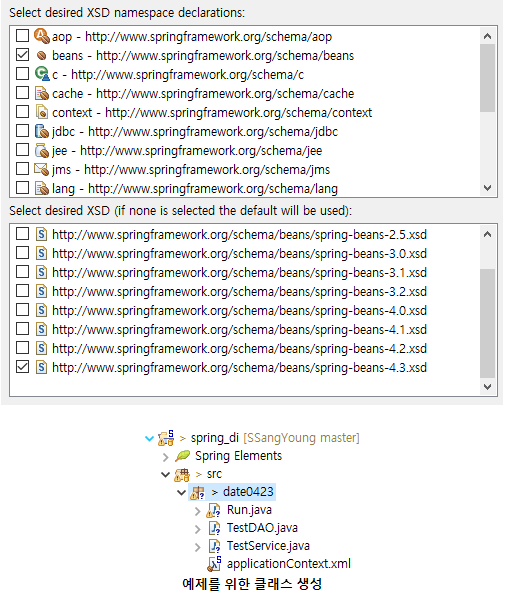 Select desired XSD namespace declarations:
aop - http://www.springframework.org/schema/aop
beans - http://www.springframework.org/schema/beans
c - http://www.springframework.org/schema/c
cache - http://www.springframework.org/schema/cache
context - http://www.springframework.org/schema/context
jdbc - http://www.springframework.org/schema/jdbc
jee - http://www.springframework.org/schema/jee
jms - http://www.springframework.org/schema/jms
lang - http://www.springframework.org/schema/lang
Select desired XSD (if none is selected the default will be used):
http://www.springframework.org/schema/beans/spring-beans-2.5.xsd
http://www.springframework.org/schema/beans/spring-beans-3.0.xsd
http://www.springframework.org/schema/beans/spring-beans-3.1.xsd
http://www.springframework.org/schema/beans/spring-beans-3.2.xsd
http://www.springframework.org/schema/beans/spring-beans-4.0.xsd
http://www.springframework.org/schema/beans/spring-beans-4.1.xsd
http://www.springframework.org/schema/beans/spring-beans-4.2.xsd
http://www.springframework.org/schema/beans/spring-beans-4.3.xsd
> spring_di [SSangYoung master]
Spring Elements
> src
> date0423
Run.java
TestDAO.java
TestService.java
applicationContext.xml
예제를 위한 클래스 생성